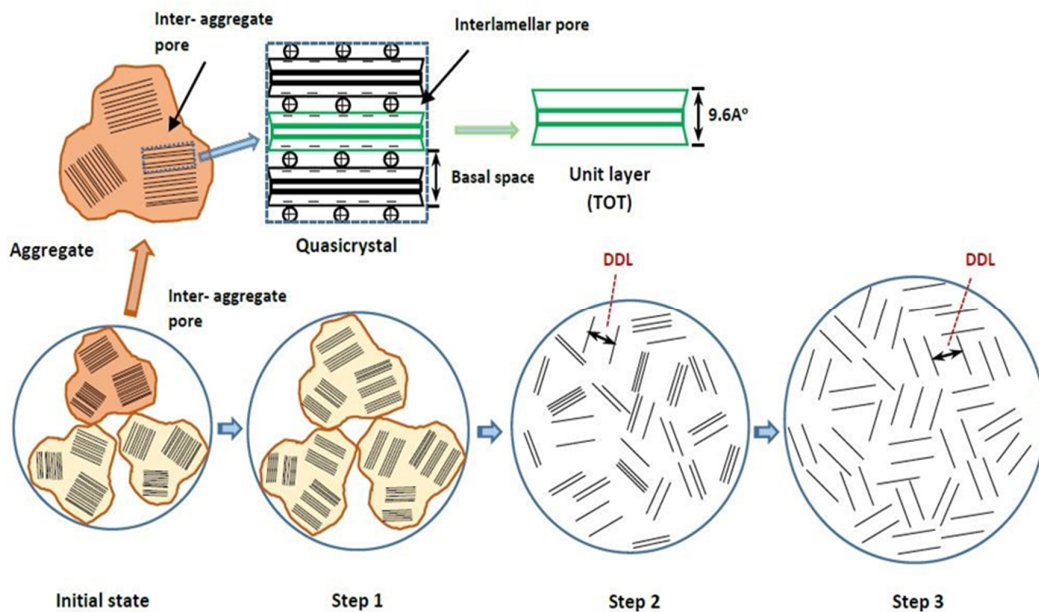 Inter- aggregate
pore
Interlamellar pore
9.6Aº
Basal space
Unit layer
(TOT)
Quasicrystal
Aggregate
Inter- aggregate
pore
DDL
DDL
Initial state
Step 1
Step 2
Step 3